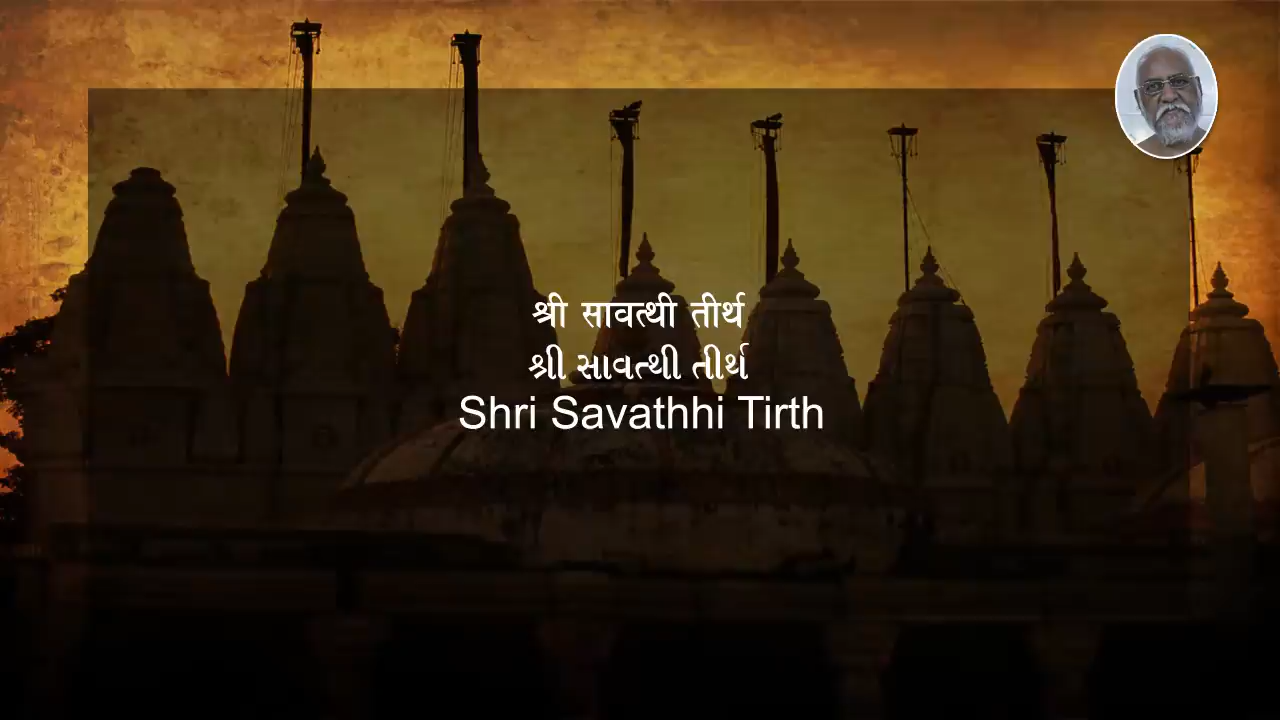 श्री सावत्थी तीर्थ
શ્રી સાવત્થી તીર્થ
Shri Savathhi Tirth